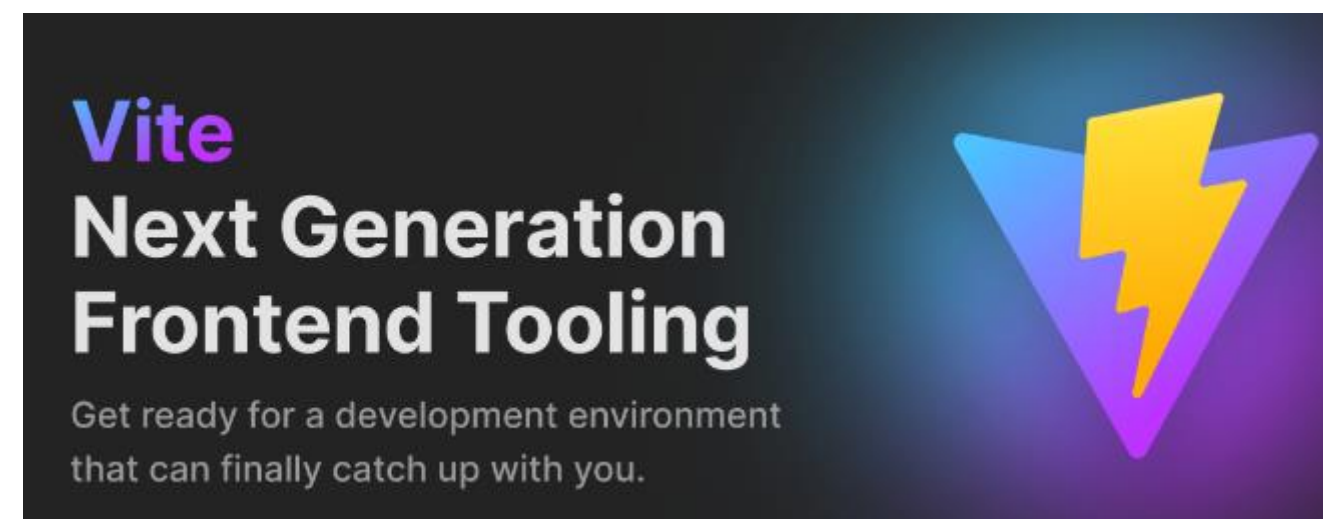 Vite
Next Generation
Frontend Tooling
Get ready for a development environment
that can finally catch up with you.